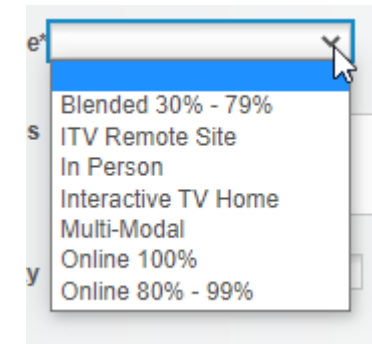 e*
Blended 30% - 79%
s
ITV Remote Site
In Person
Interactive TV Home
Multi-Modal
Online 100%
y
Online 80% - 99%